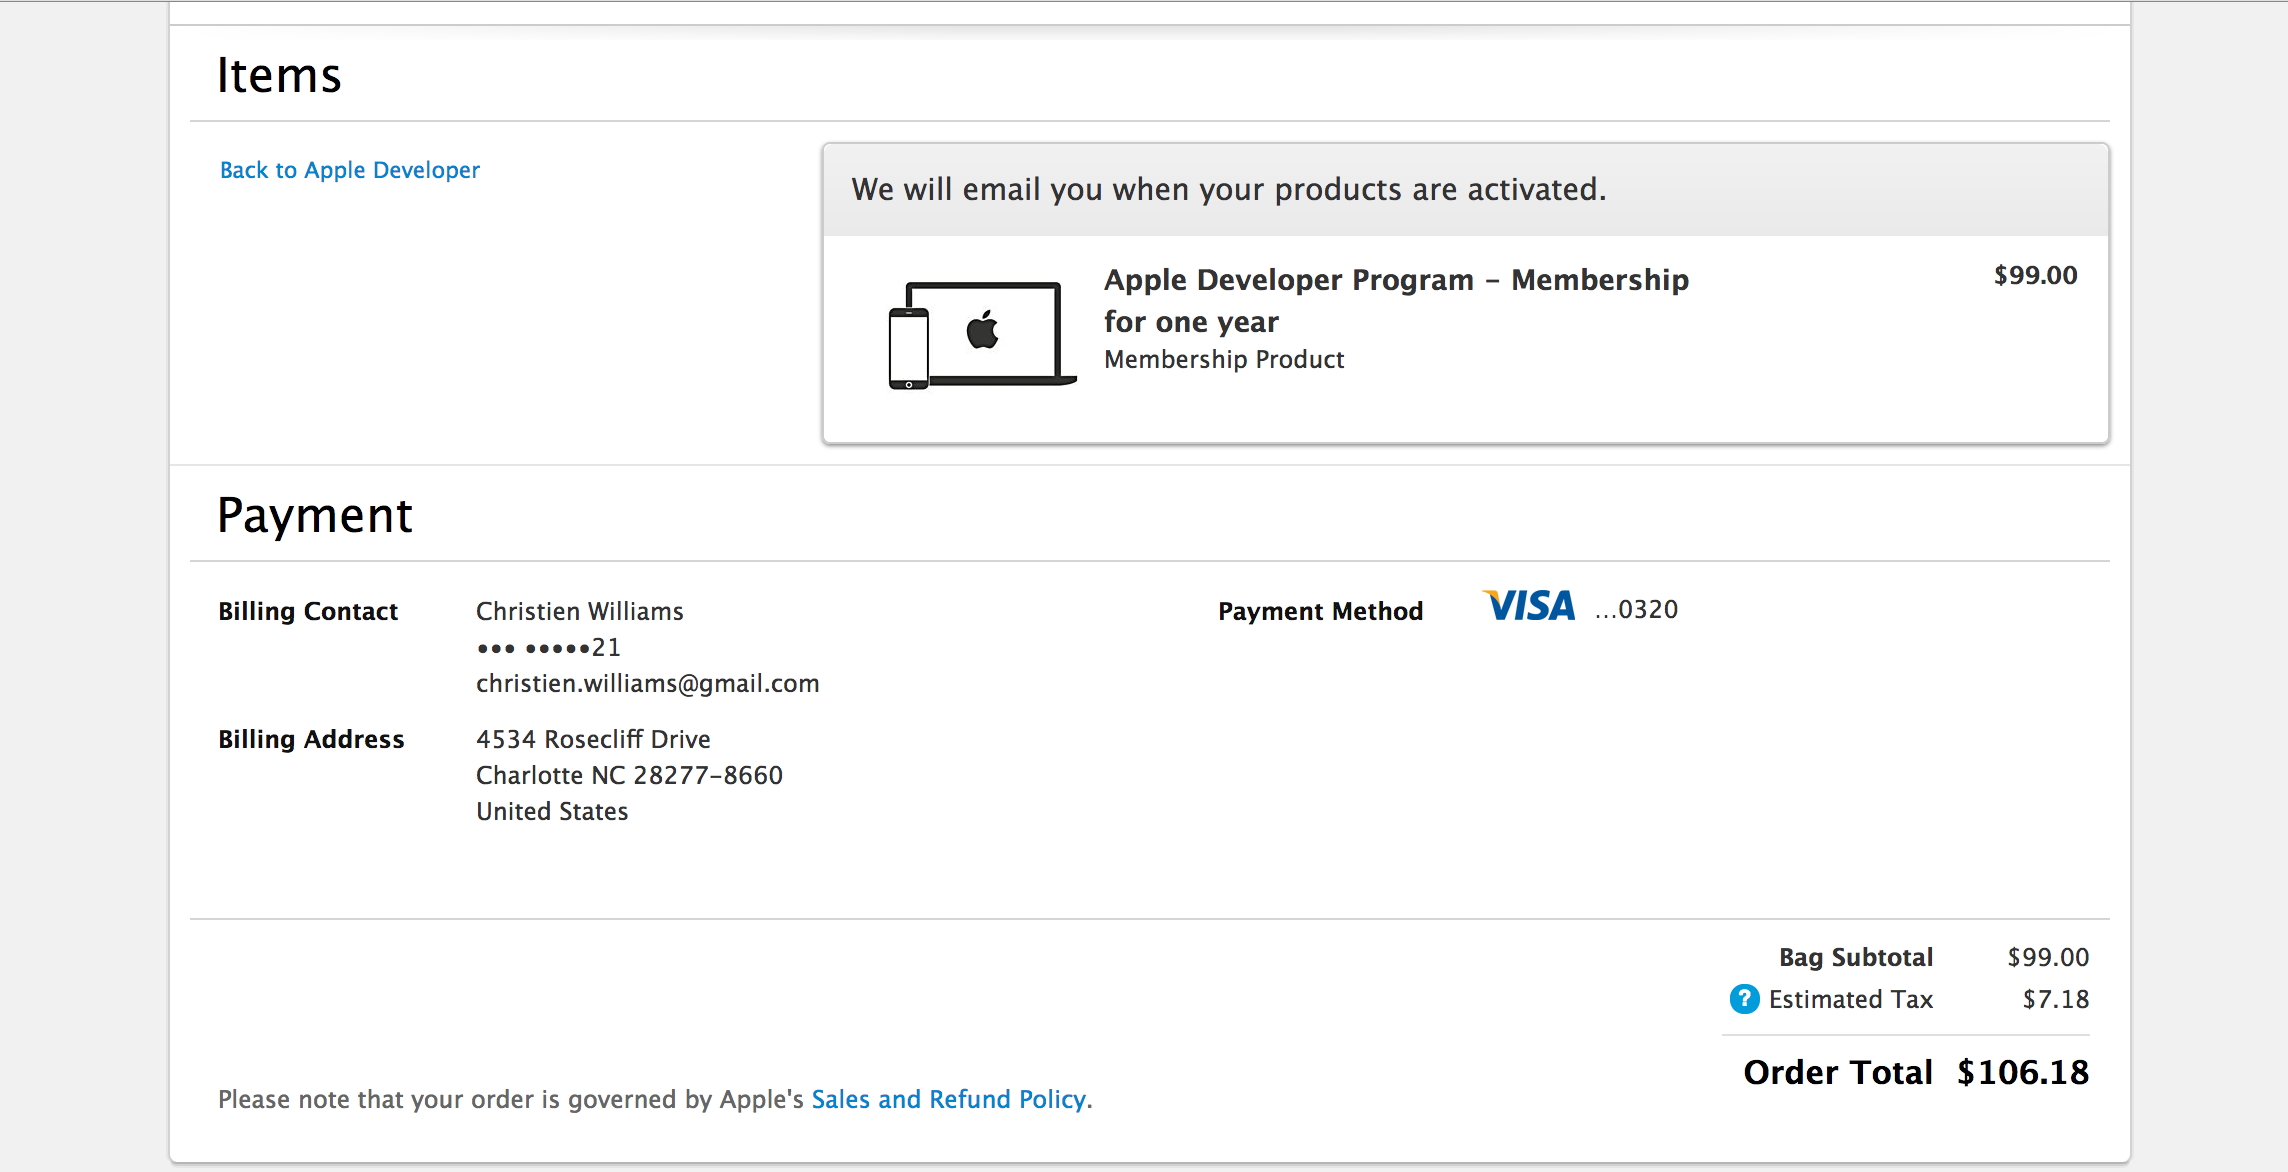 Items
Back to Apple Developer
We will email you when your products are activated.
Apple Developer Program – Membership
for one year
Membership Product
$99.00
Payment
Billing Contact
Christien Williams
••• •••••21
christien.williams@gmail.com
Billing Address
4534 Rosecliff Drive
Charlotte NC 28277–8660
United States
Payment Method
VISA ...0320
Bag Subtotal $99.00
? Estimated Tax $7.18
Order Total $106.18
Please note that your order is governed by Apple's Sales and Refund Policy.